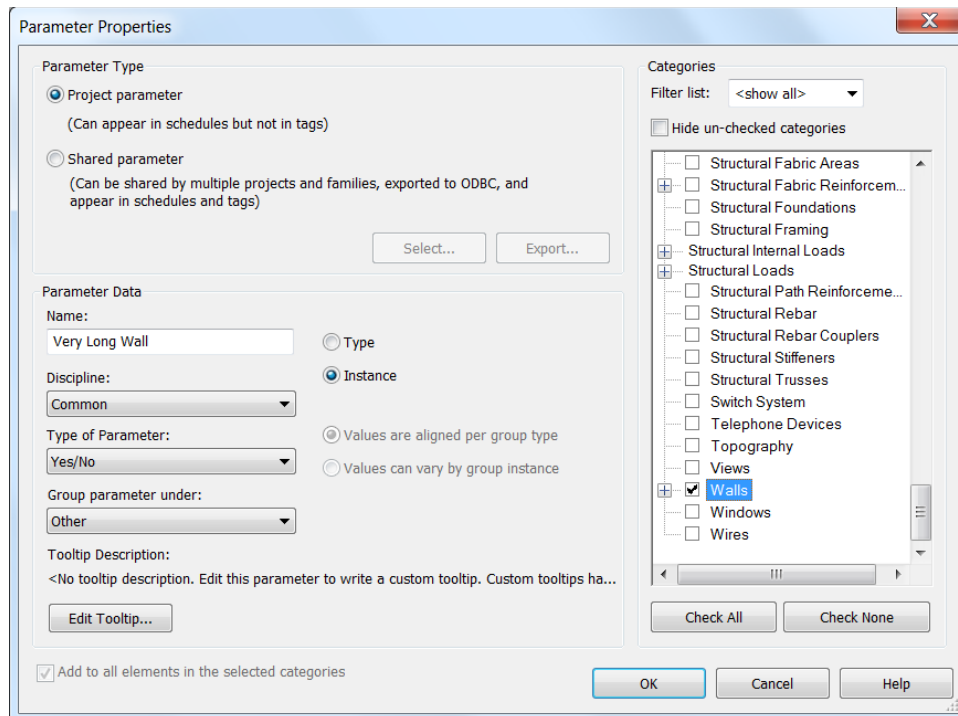 Parameter Properties
X
Parameter Type
Project parameter
(Can appear in schedules but not in tags)
Shared parameter
(Can be shared by multiple projects and families, exported to ODBC, and
appear in schedules and tags)
Select...
Export...
Parameter Data
Name:
Very Long Wall
Type
Discipline:
Instance
Common
Type of Parameter:
Values are aligned per group type
Yes/No
Values can vary by group instance
Group parameter under:
Other
Tooltip Description:
<No tooltip description. Edit this parameter to write a custom tooltip. Custom tooltips ha...
Edit Tooltip...
Add to all elements in the selected categories
Categories
Filter list:
<show all>
Hide un-checked categories
Structural Fabric Areas
Structural Fabric Reinforcem...
Structural Foundations
Structural Framing
Structural Internal Loads
Structural Loads
Structural Path Reinforceme...
Structural Rebar
Structural Rebar Couplers
Structural Stiffeners
Structural Trusses
Switch System
Telephone Devices
Topography
Views
Walls
Windows
Wires
Check All
Check None
OK
Cancel
Help